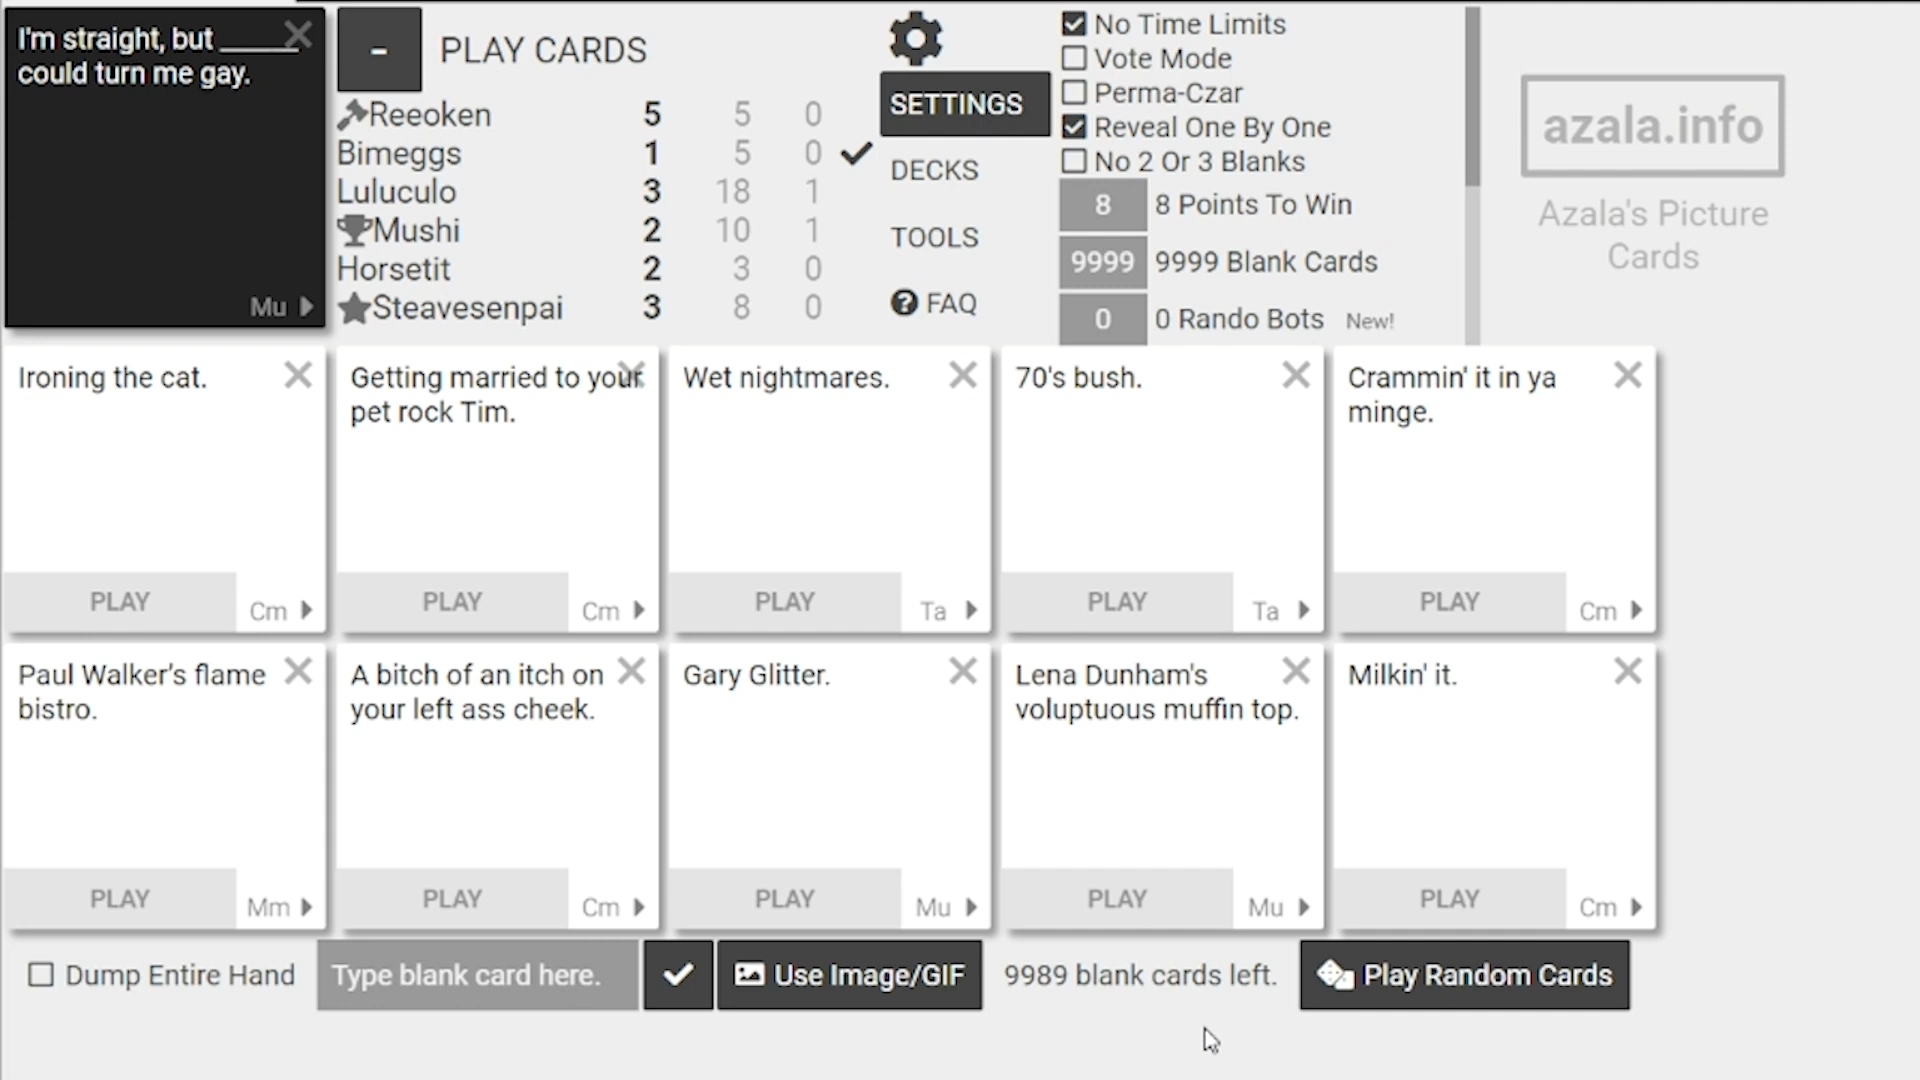 I'm straight, but _____
could turn me gay.
Mu
-
PLAY CARDS
Reeoken 5 5 0
Bimeggs 1 5 0
Luluculo 3 18 1
Mushi 2 10 1
Horsetit 2 3 0
Steavesenpai 3 8 0
SETTINGS
DECKS
TOOLS
? FAQ
No Time Limits
Vote Mode
Perma-Czar
Reveal One By One
No 2 Or 3 Blanks
8 8 Points To Win
9999 9999 Blank Cards
0 0 Rando Bots New!
azala.info
Azala's Picture
Cards
Ironing the cat.
PLAY Cm
Getting married to your
pet rock Tim.
PLAY Cm
Wet nightmares.
PLAY Ta
70's bush.
PLAY Ta
Crammin' it in ya
minge.
PLAY Cm
Paul Walker's flame
bistro.
PLAY Mm
A bitch of an itch on
your left ass cheek.
PLAY Cm
Gary Glitter.
PLAY Mu
Lena Dunham's
voluptuous muffin top.
PLAY Mu
Milkin' it.
PLAY Cm
Dump Entire Hand
Type blank card here.
Use Image/GIF
9989 blank cards left.
Play Random Cards